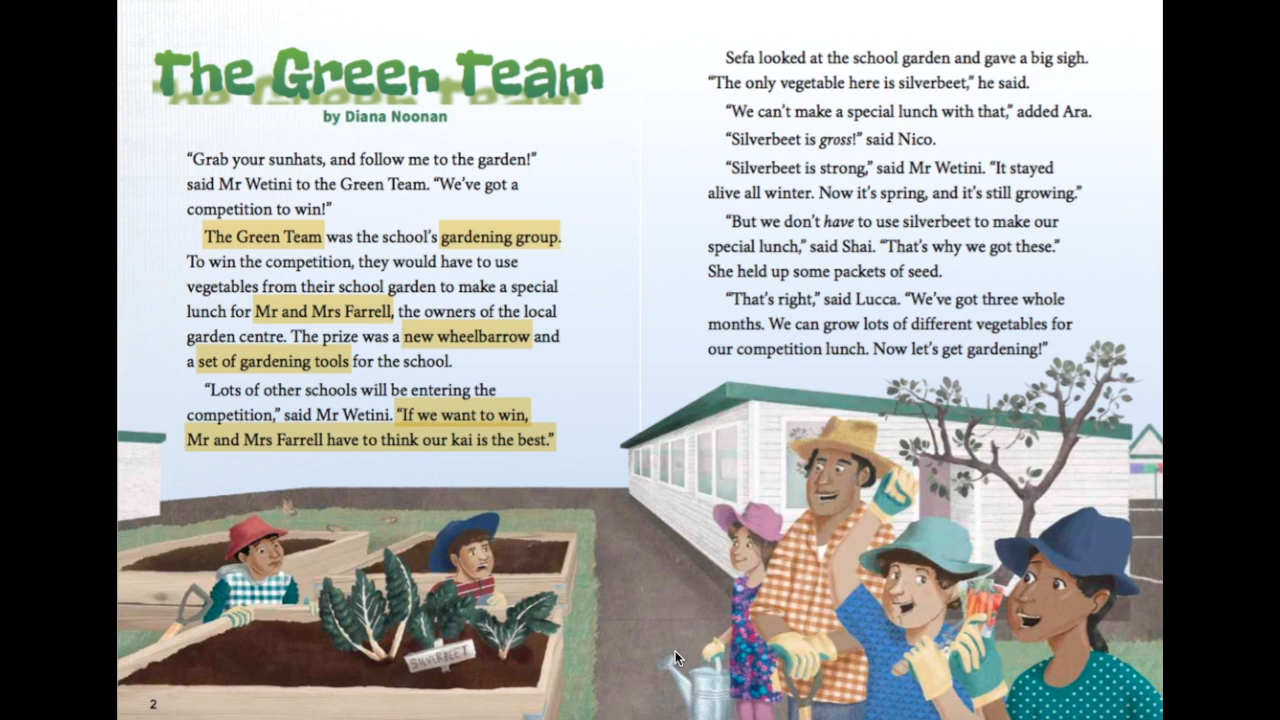 The Green Team
by Diana Noonan
“Grab your sunhats, and follow me to the garden!”
said Mr Wetini to the Green Team. “We’ve got a
competition to win!”
The Green Team was the school’s gardening group.
To win the competition, they would have to use
vegetables from their school garden to make a special
lunch for Mr and Mrs Farrell, the owners of the local
garden centre. The prize was a new wheelbarrow and
a set of gardening tools for the school.
“Lots of other schools will be entering the
competition,” said Mr Wetini. “If we want to win,
Mr and Mrs Farrell have to think our kai is the best.”
SILVERBEET
2
Sefa looked at the school garden and gave a big sigh.
“The only vegetable here is silverbeet,” he said.
“We can’t make a special lunch with that,” added Ara.
“Silverbeet is gross!” said Nico.
“Silverbeet is strong,” said Mr Wetini. “It stayed
alive all winter. Now it’s spring, and it’s still growing.”
“But we don’t have to use silverbeet to make our
special lunch,” said Shai. “That’s why we got these.”
She held up some packets of seed.
“That’s right,” said Lucca. “We’ve got three whole
months. We can grow lots of different vegetables for
our competition lunch. Now let’s get gardening!”